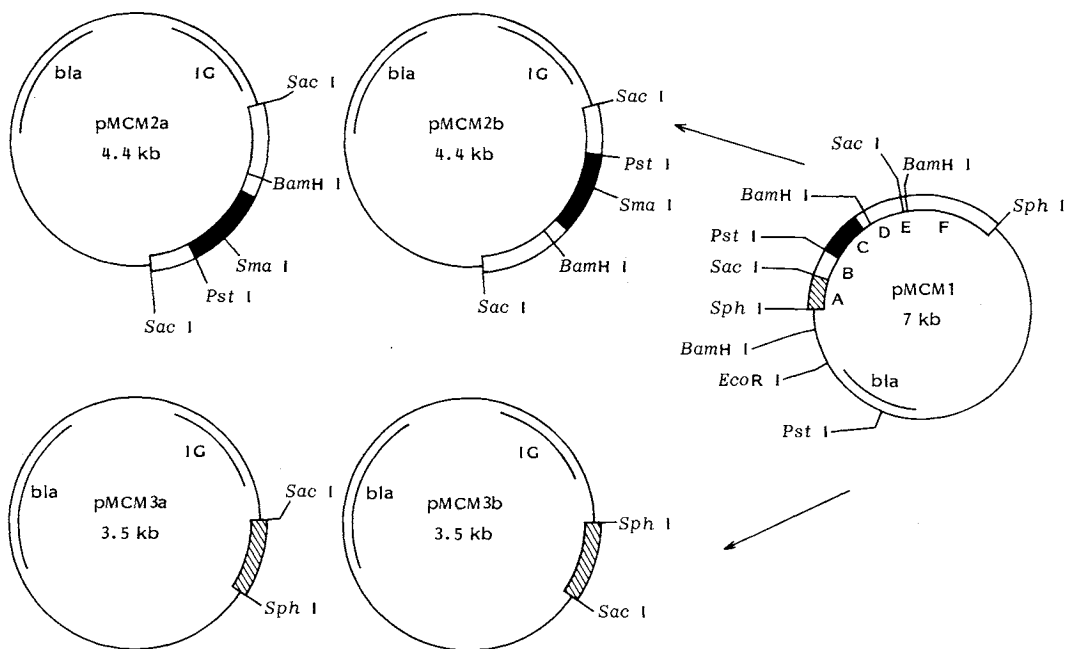 bla
IG
Sac I
pMCM2a
4.4 kb
BamH I
Sma I
Pst I
Sac I
bla
IG
Sac I
pMCM2b
4.4 kb
Pst I
Sma I
BamH I
Sac I
Sac I
BamH I
BamH I
Sph I
Pst I
Sac I
Sph I
A
B
C
D
E
F
pMCM1
7 kb
BamH I
EcoR I
bla
Pst I
IG
bla
Sac I
pMCM3a
3.5 kb
Sph I
IG
bla
Sph I
pMCM3b
3.5 kb
Sac I